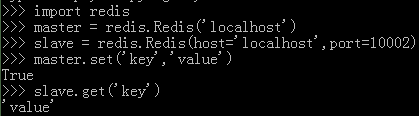 >>> import redis
>>> master = redis.Redis('localhost')
>>> slave = redis.Redis(host='localhost',port=10002)
>>> master.set('key','value')
True
>>> slave.get('key')
'value'